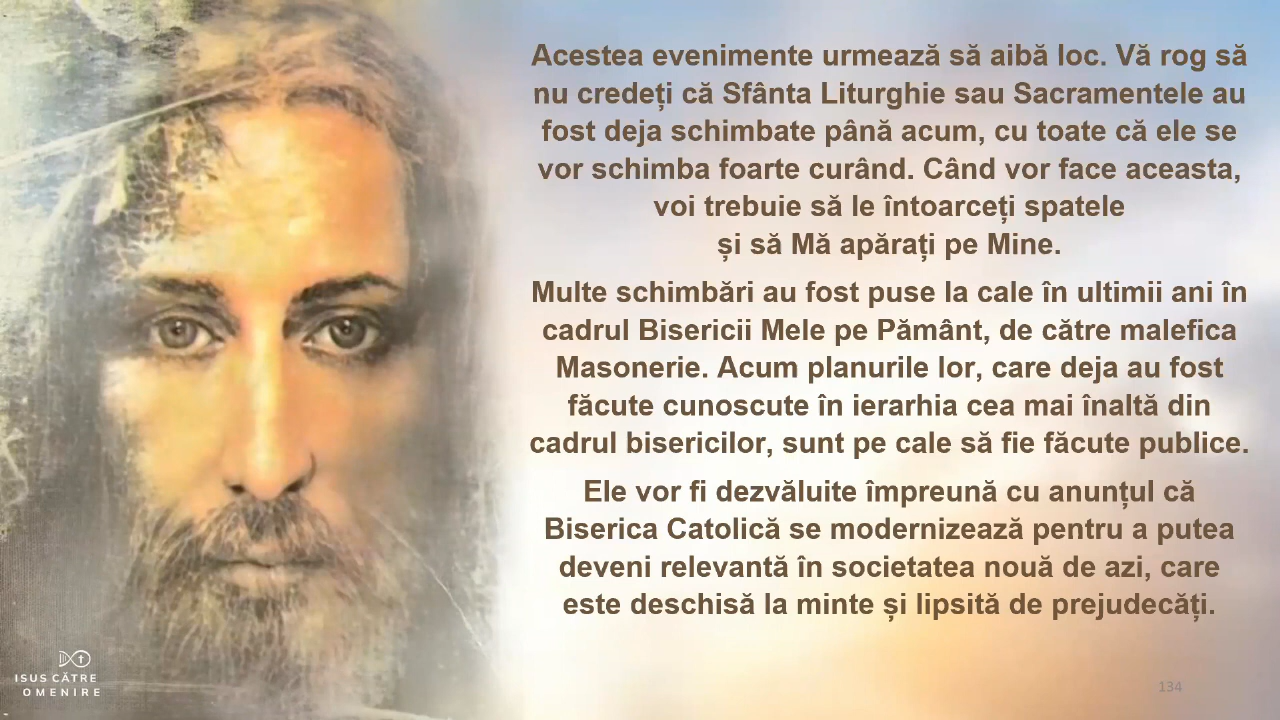 Acestea evenimente urmează să aibă loc. Vă rog să
nu credeți că Sfânta Liturghie sau Sacramentele au
fost deja schimbate până acum, cu toate că ele se
vor schimba foarte curând. Când vor face aceasta,
voi trebuie să le întoarceți spatele
și să Mă apărați pe Mine.
Multe schimbări au fost puse la cale în ultimii ani în
cadrul Bisericii Mele pe Pământ, de către malefica
Masonerie. Acum planurile lor, care deja au fost
făcute cunoscute în ierarhia cea mai înaltă din
cadrul bisericilor, sunt pe cale să fie făcute publice.
Ele vor fi dezvăluite împreună cu anunțul că
Biserica Catolică se modernizează pentru a putea
deveni relevantă în societatea nouă de azi, care
este deschisă la minte și lipsită de prejudecăți.
ISUS CĂTRE
OMENIRE
134